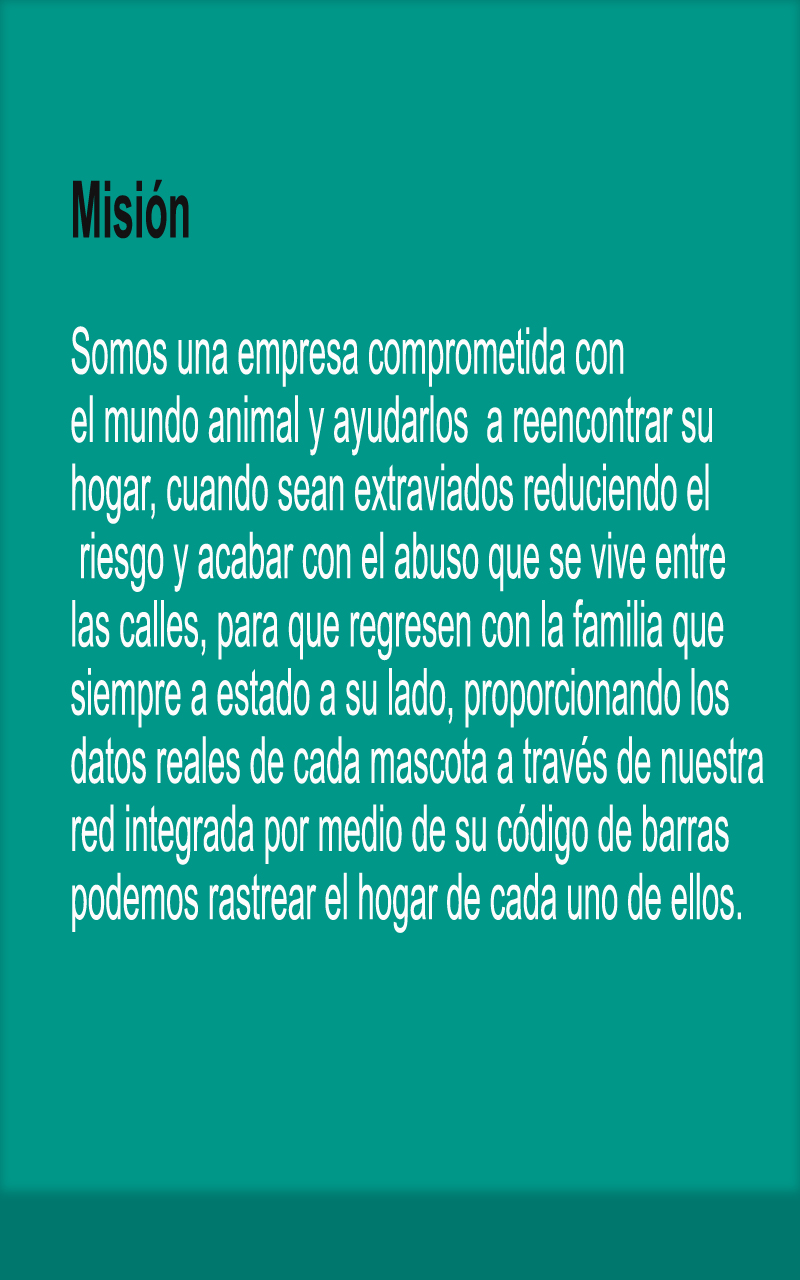 Misión
Somos una empresa comprometida con
el mundo animal y ayudarlos  a reencontrar su
hogar, cuando sean extraviados reduciendo el
riesgo y acabar con el abuso que se vive entre
las calles, para que regresen con la familia que
siempre a estado a su lado, proporcionando los
datos reales de cada mascota a través de nuestra
red integrada por medio de su código de barras
podemos rastrear el hogar de cada uno de ellos.